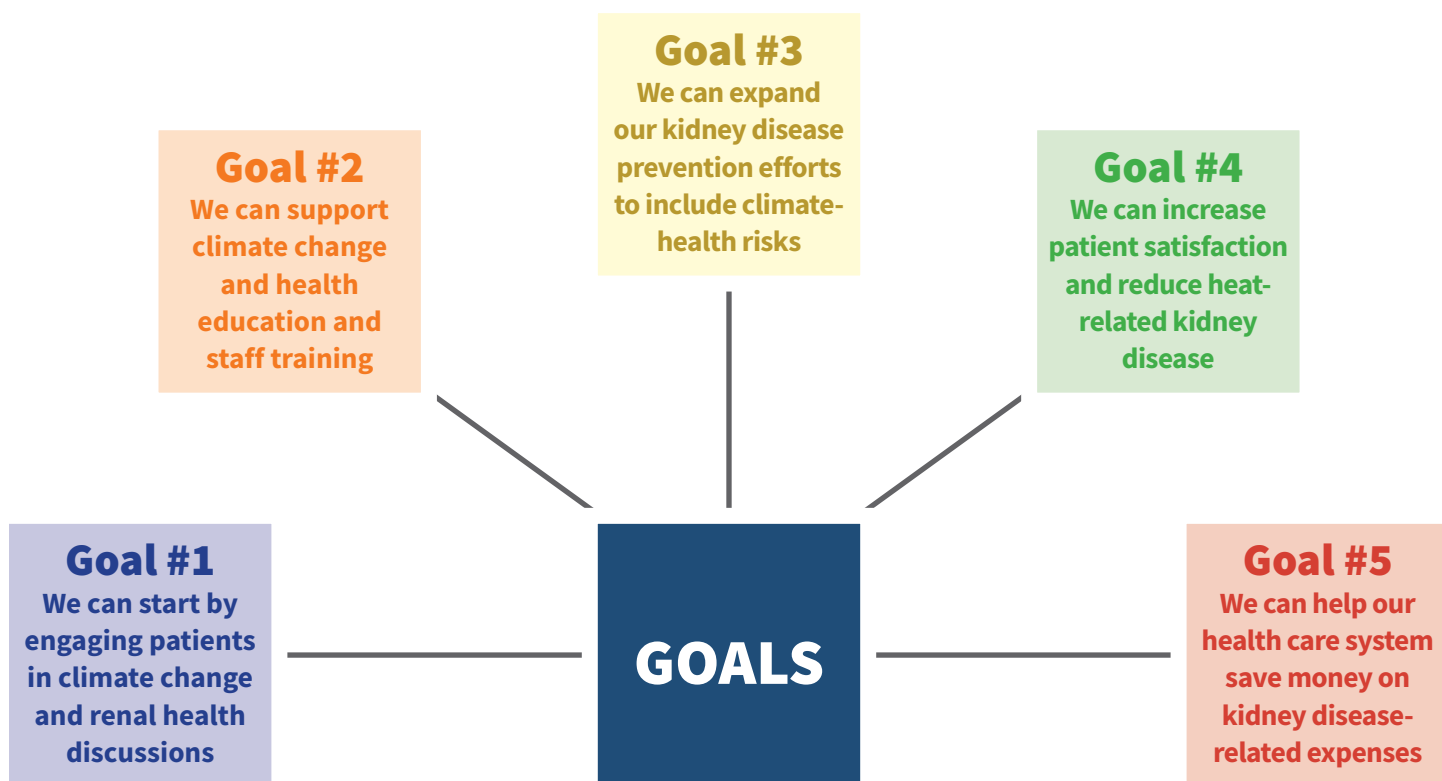 Goal #1
We can start by
engaging patients
in climate change
and renal health
discussions
Goal #2
We can support
climate change
and health
education and
staff training
Goal #3
We can expand
our kidney disease
prevention efforts
to include climate-
health risks
Goal #4
We can increase
patient satisfaction
and reduce heat-
related kidney
disease
Goal #5
We can help our
health care system
save money on
kidney disease-
related expenses
GOALS